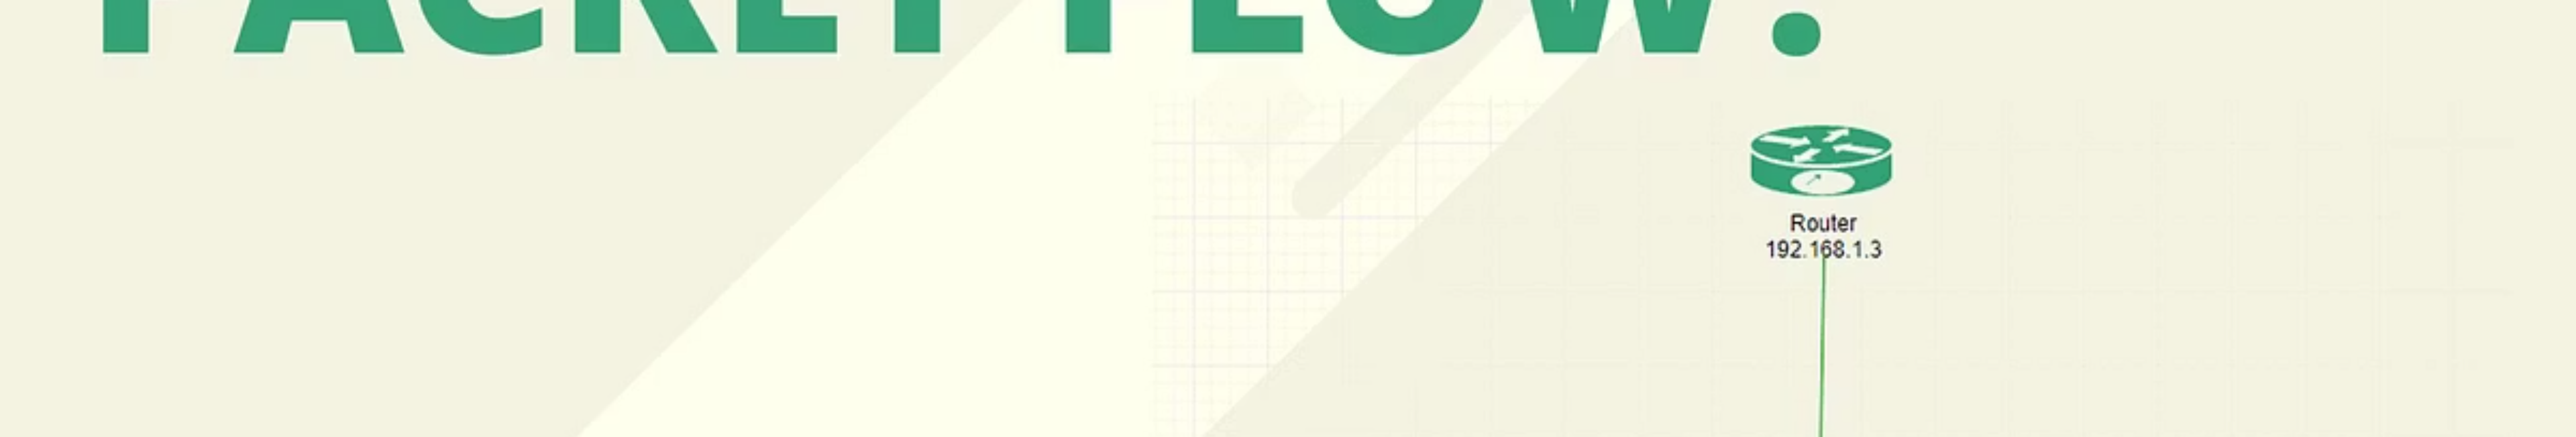 PACKET FLOW.
Router
192.168.1.3